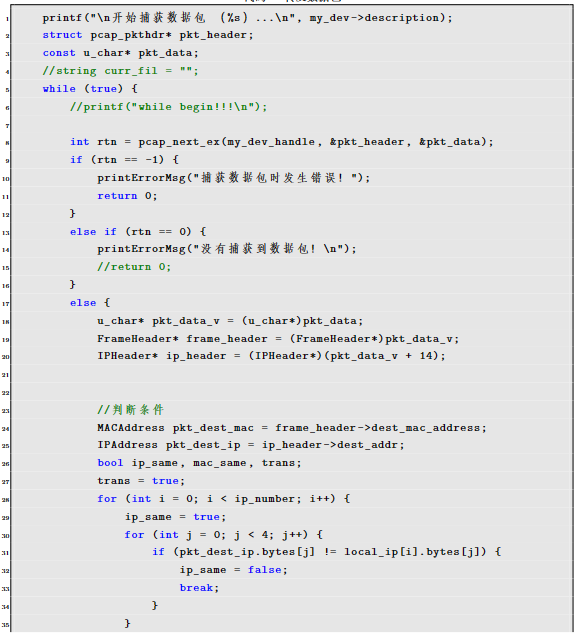 1 printf("\n开始捕获数据包 (%s) ...\n", my_dev->description);
2 struct pcap_pkthdr* pkt_header;
3 const u_char* pkt_data;
4 //string curr_fil = "";
5 while (true) {
6 //printf("while begin!!!\n");
7
8 int rtn = pcap_next_ex(my_dev_handle, &pkt_header, &pkt_data);
9 if (rtn == -1) {
10 printErrorMsg("捕获数据包时发生错误! ");
11 return 0;
12 }
13 else if (rtn == 0) {
14 printErrorMsg("没有捕获到数据包! \n");
15 //return 0;
16 }
17 else {
18 u_char* pkt_data_v = (u_char*)pkt_data;
19 FrameHeader* frame_header = (FrameHeader*)pkt_data_v;
20 IPHeader* ip_header = (IPHeader*)(pkt_data_v + 14);
21
22
23 //判断条件
24 MACAddress pkt_dest_mac = frame_header->dest_mac_address;
25 IPAddress pkt_dest_ip = ip_header->dest_addr;
26 bool ip_same, mac_same, trans;
27 trans = true;
28 for (int i = 0; i < ip_number; i++) {
29 ip_same = true;
30 for (int j = 0; j < 4; j++) {
31 if (pkt_dest_ip.bytes[j] != local_ip[i].bytes[j]) {
32 ip_same = false;
33 break;
34 }
35 }